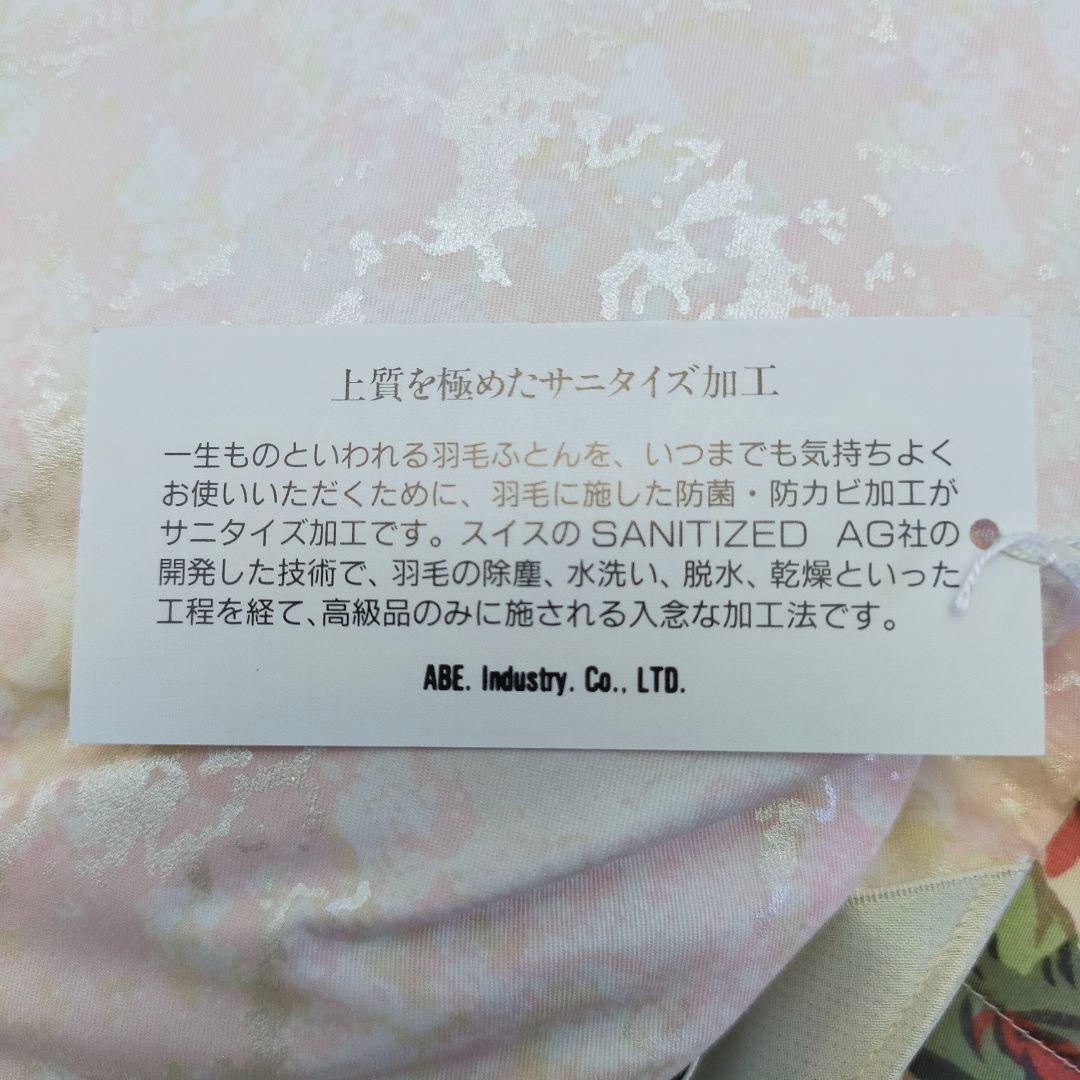 上質を極めたサニタイズ加工
一生ものといわれる羽毛ふとんを、いつまでも気持ちよく
お使いいただくために、羽毛に施した防菌・防カビ加工が
サニタイズ加工です。スイスのSANITIZED AG社の
開発した技術で、羽毛の除塵、水洗い、脱水、乾燥といった
工程を経て、高級品のみに施される入念な加工法です。
ABE. Industry. Co., LTD.